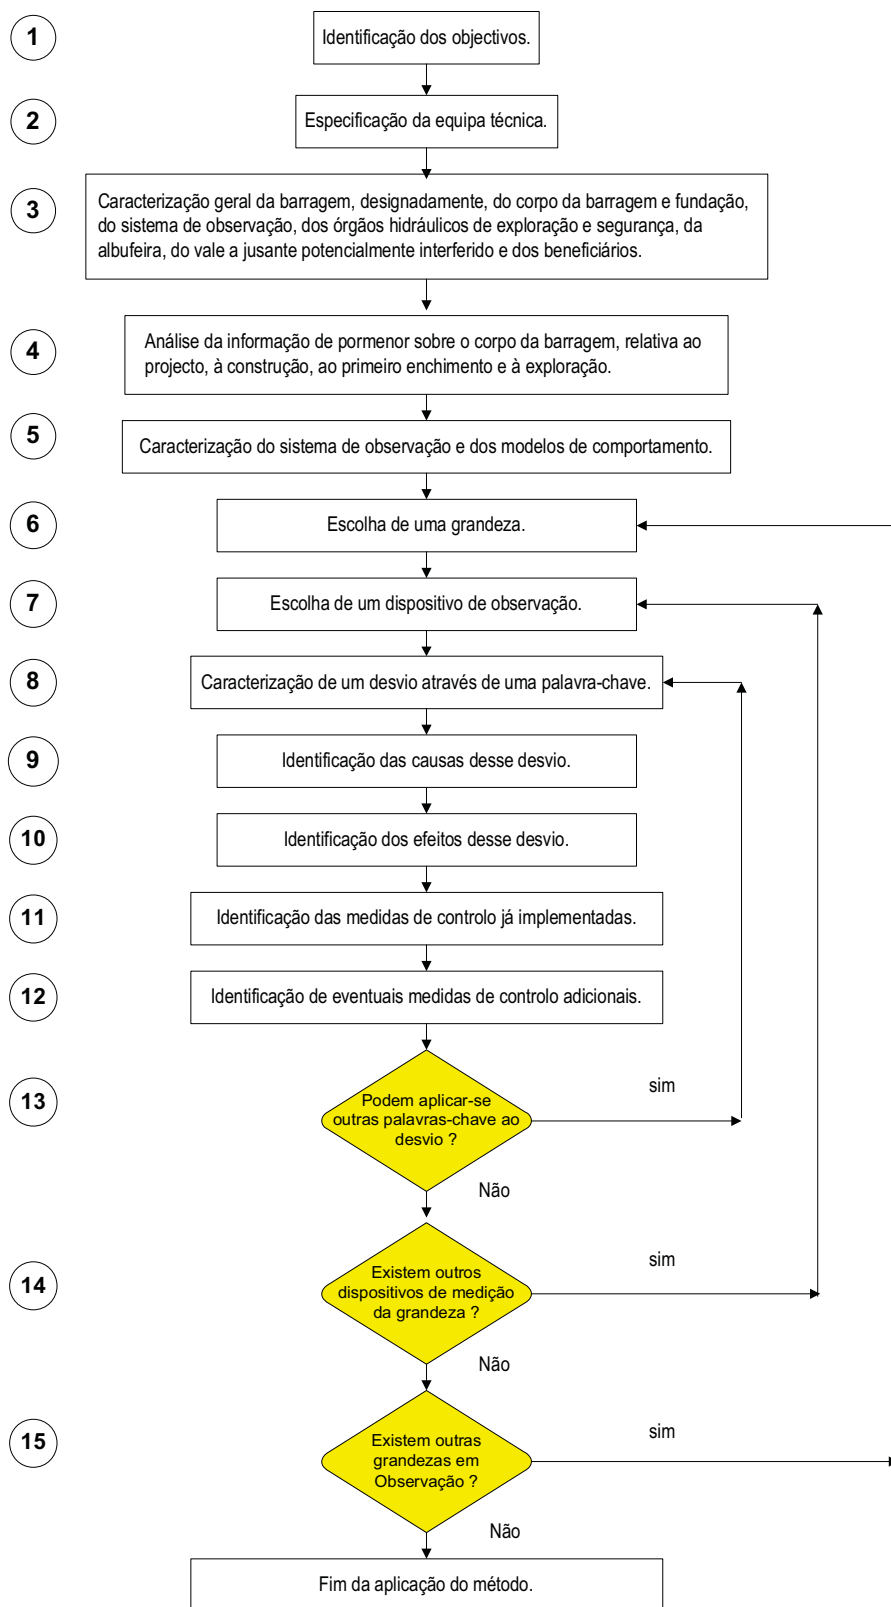 1
Identificação dos objectivos.
2
Especificação da equipa técnica.
3
Caracterização geral da barragem, designadamente, do corpo da barragem e fundação,
do sistema de observação, dos órgãos hidráulicos de exploração e segurança, da
albufeira, do vale a jusante potencialmente interferido e dos beneficiários.
4
Análise da informação de pormenor sobre o corpo da barragem, relativa ao
projecto, à construção, ao primeiro enchimento e à exploração.
5
Caracterização do sistema de observação e dos modelos de comportamento.
6
Escolha de uma grandeza.
7
Escolha de um dispositivo de observação.
8
Caracterização de um desvio através de uma palavra-chave.
9
Identificação das causas desse desvio.
10
Identificação dos efeitos desse desvio.
11
Identificação das medidas de controlo já implementadas.
12
Identificação de eventuais medidas de controlo adicionais.
13
Podem aplicar-se
outras palavras-chave ao
desvio ?
sim
Não
14
Existem outros
dispositivos de medição
da grandeza ?
sim
Não
15
Existem outras
grandezas em
Observação ?
sim
Não
Fim da aplicação do método.